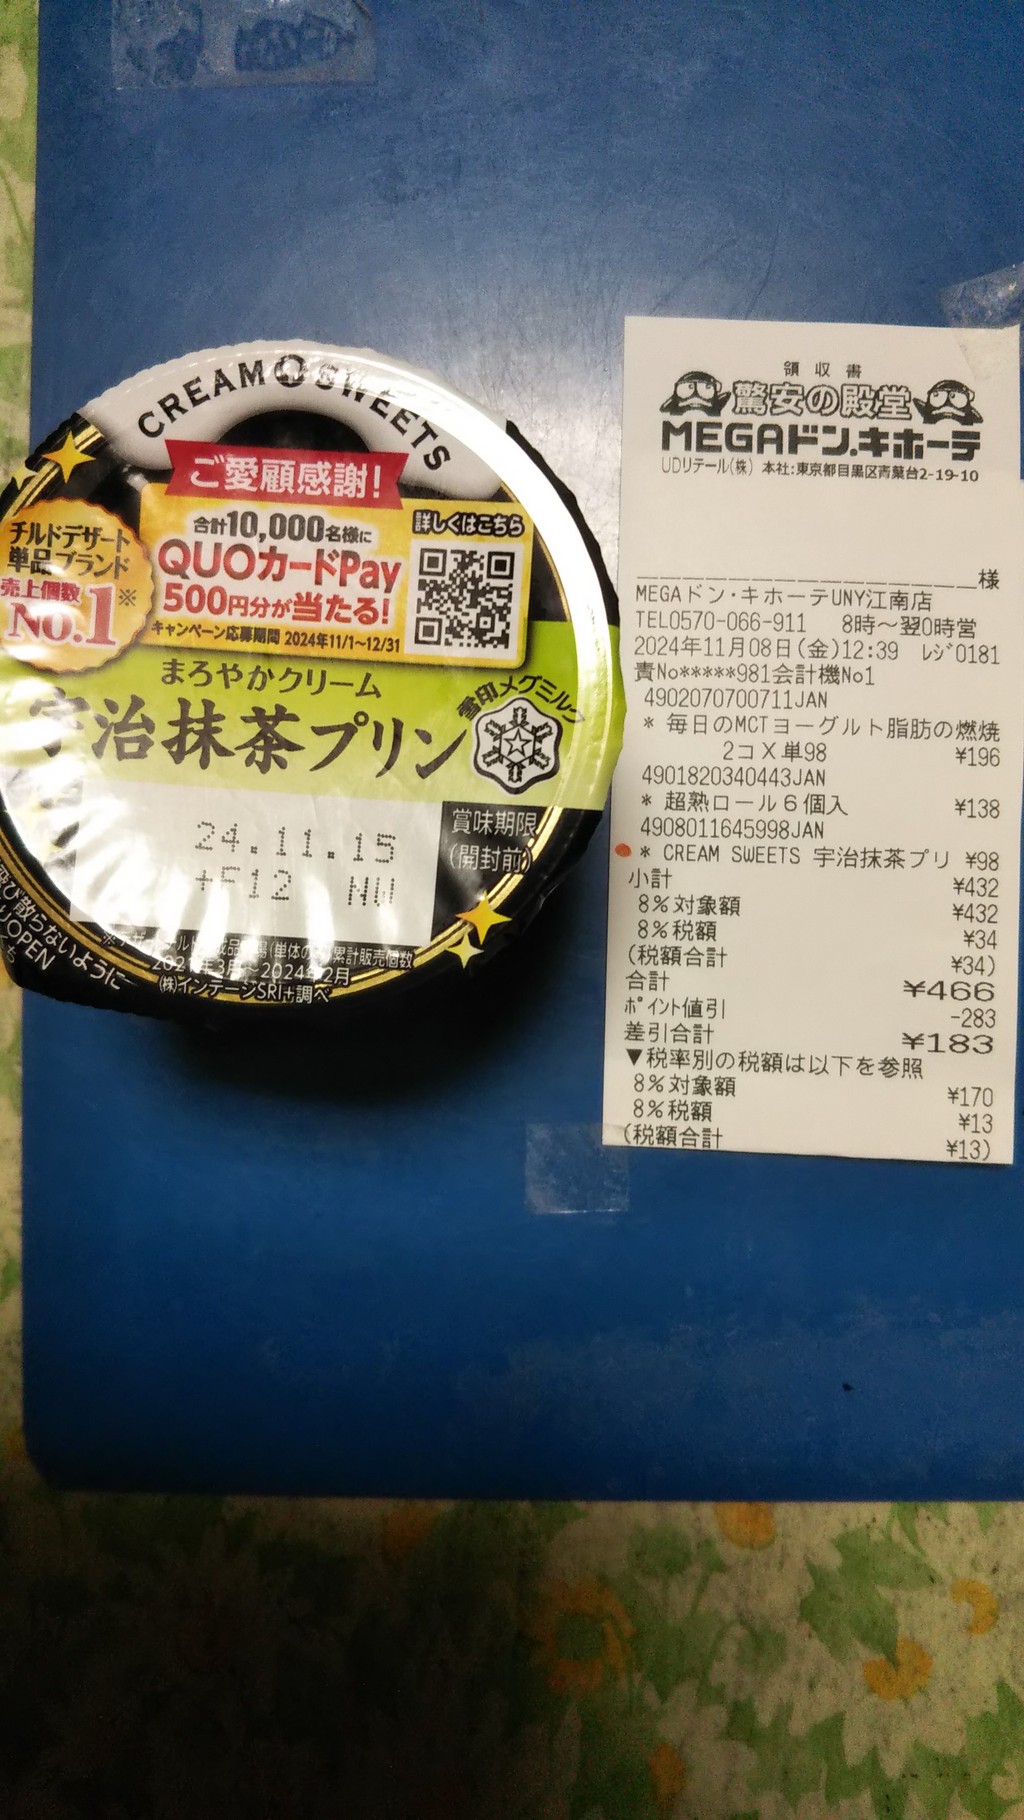 CREAM SWEETS
ご愛顧感謝!
合計10,000名様に
QUOカードPay
500円分が当たる!
キャンペーン応募期間 2024年11/1〜12/31
詳しくはこちら
チルドデザート
単品ブランド
売上個数※
No.1
まろやかクリーム
宇治抹茶プリン
雪印メグミルク
24.11.15
+F12 NW
賞味期限
(開封前)
累計販売個数
2021年3月〜2024年2月
㈱インテージSRI+調べ
飛び散らないように
OPEN
領収書
驚安の殿堂
MEGAドン.キホーテ
UDリテール(株) 本社:東京都目黒区青葉台2-19-10
様
MEGAドン・キホーテUNY江南店
TEL0570-066-911 8時〜翌0時営
2024年11月08日(金)12:39 レジ0181
責No*****981会計機No1
4902070700711JAN
* 毎日のMCTヨーグルト脂肪の燃焼
2コ X 単98 ¥196
4901820340443JAN
* 超熟ロール6個入 ¥138
4908011645998JAN
* CREAM SWEETS 宇治抹茶プリ ¥98
小計 ¥432
8%対象額 ¥432
8%税額 ¥34
(税額合計 ¥34)
合計 ¥466
ポイント値引 -283
差引合計 ¥183
▼税率別の税額は以下を参照
8%対象額 ¥170
8%税額 ¥13
(税額合計 ¥13)